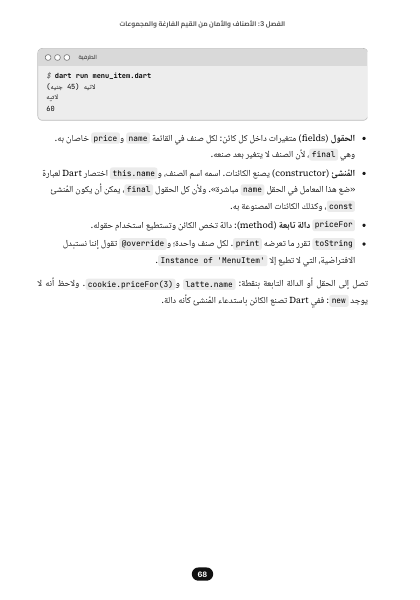 الفصل 3: الأصناف والأمان من القيم الفارغة والمجموعات
الطرفية
$ dart run menu_item.dart
لاتيه (45 جنيه)
لاتيه
60
• الحقول (fields) متغيرات داخل كل كائن: لكل صنف في القائمة name و price خاصان به.
وهي final، لأن الصنف لا يتغير بعد صنعه.
• المُنشئ (constructor) يصنع الكائنات. اسمه اسم الصنف، و this.name اختصار Dart لعبارة
«ضع هذا المعامل في الحقل name مباشرة». ولأن كل الحقول final، يمكن أن يكون المُنشئ
const، وكذلك الكائنات المصنوعة به.
• priceFor دالة تابعة (method): دالة تخص الكائن وتستطيع استخدام حقوله.
• toString تقرر ما تعرضه print. لكل صنف واحدة؛ و @override تقول إننا نستبدل
الافتراضية، التي لا تطبع إلا Instance of 'MenuItem'.
تصل إلى الحقل أو الدالة التابعة بنقطة: latte.name و cookie.priceFor(3). ولاحظ أنه لا
يوجد new: ففي Dart تصنع الكائن باستدعاء المُنشئ كأنه دالة.
68